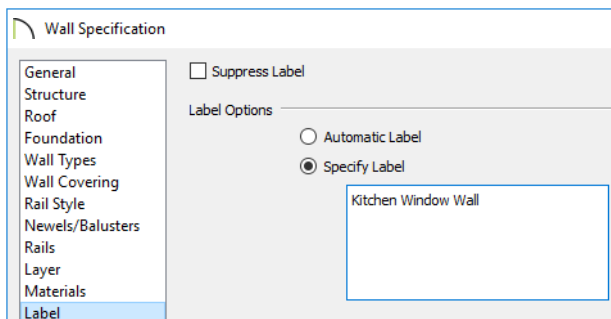 Wall Specification
General
Structure
Roof
Foundation
Wall Types
Wall Covering
Rail Style
Newels/Balusters
Rails
Layer
Materials
Label
Suppress Label
Label Options
Automatic Label
Specify Label
Kitchen Window Wall